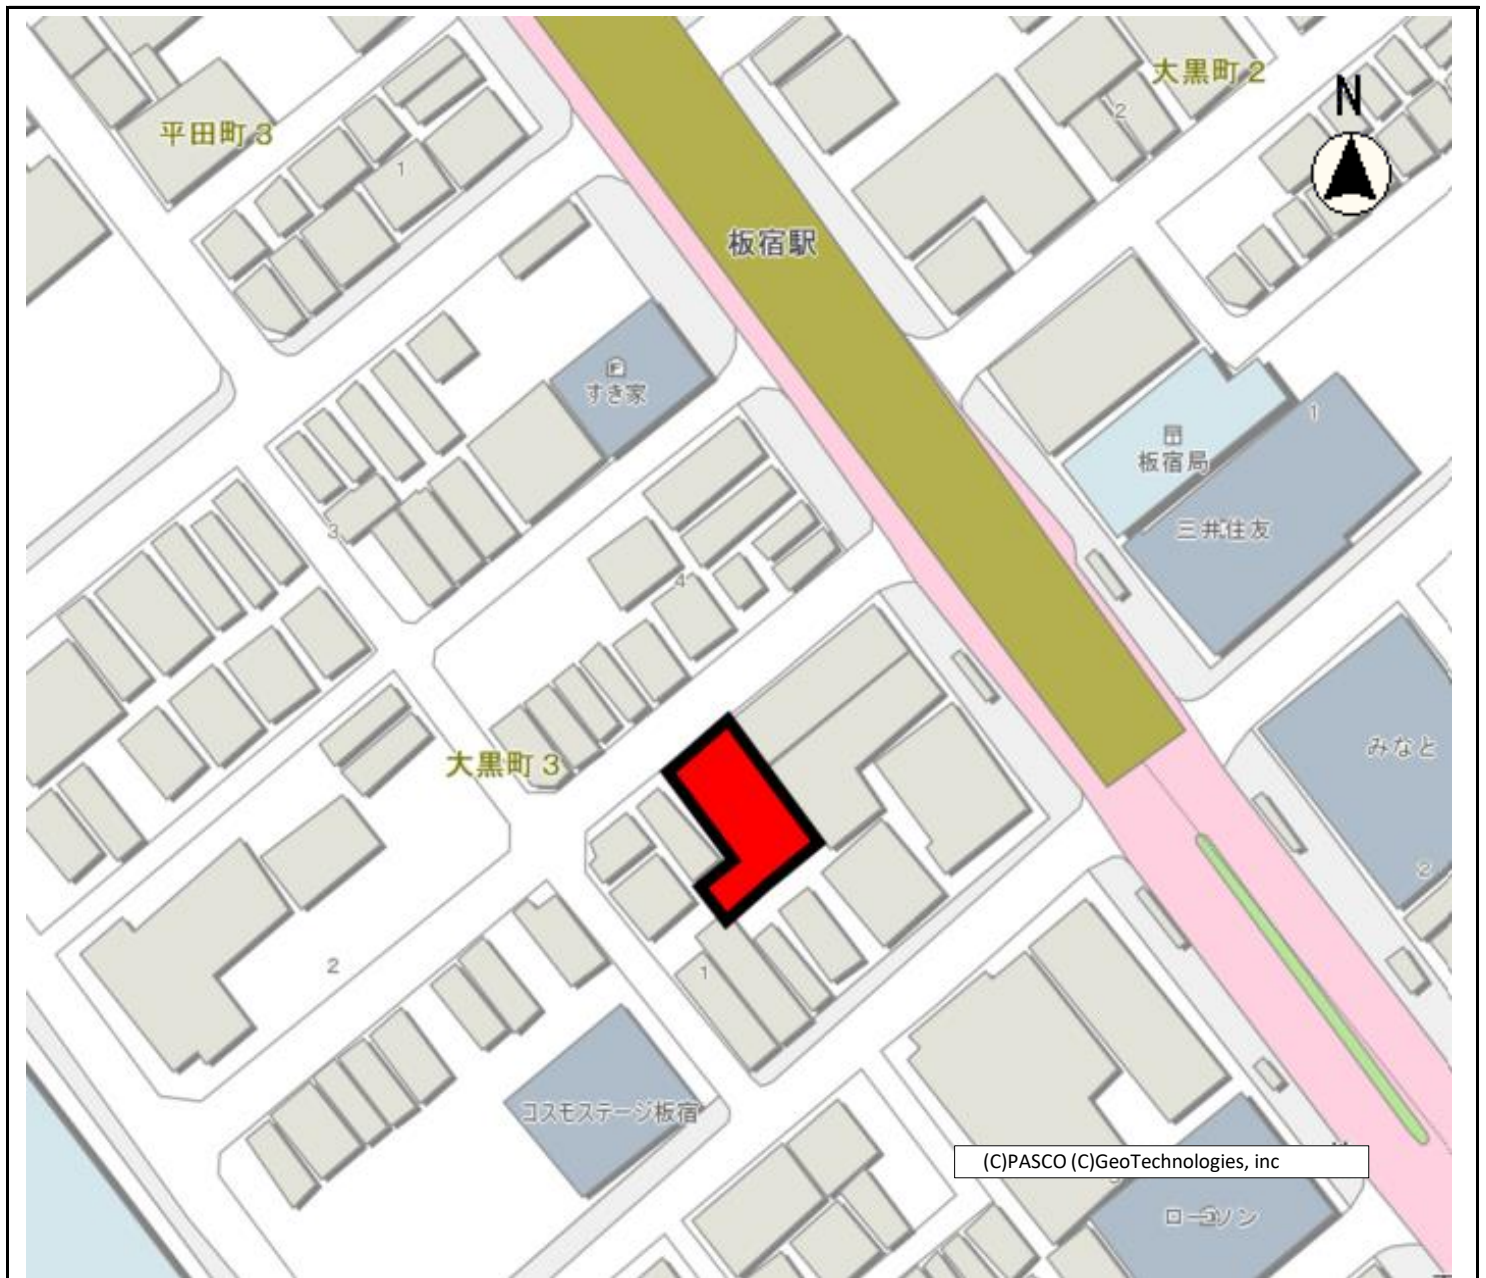 大黒町2
N
平田町3
2
1
板宿駅
すき家
1
板宿局
三井住友
3
4
みなと
大黒町3
2
2
1
コスモステージ板宿
(C)PASCO (C)GeoTechnologies, inc
ローソン